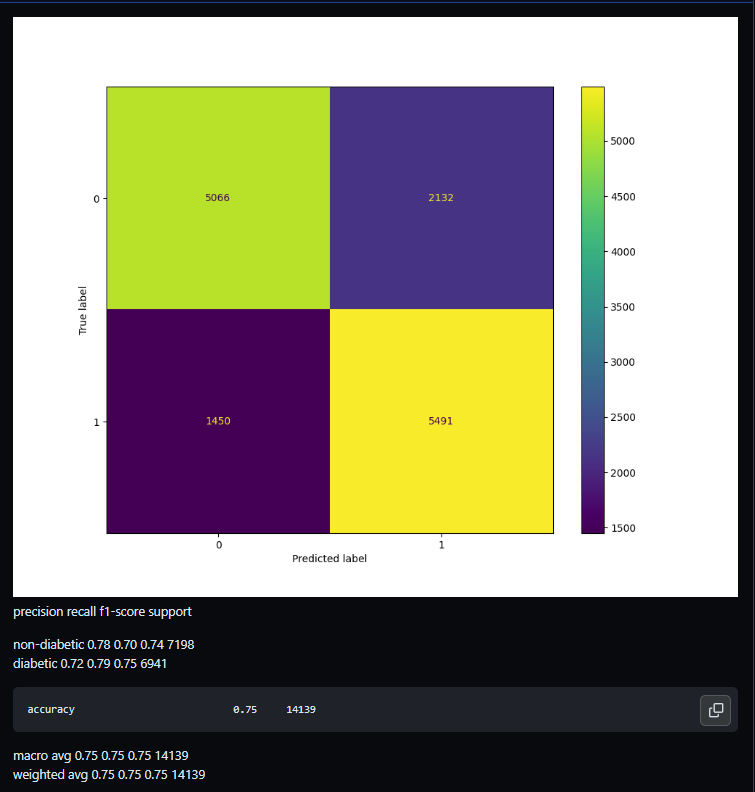 5066
2132
1450
5491
0
1
True label
0
1
Predicted label
5000
4500
4000
3500
3000
2500
2000
1500
precision recall f1-score support
non-diabetic 0.78 0.70 0.74 7198
diabetic 0.72 0.79 0.75 6941
accuracy 0.75 14139
macro avg 0.75 0.75 0.75 14139
weighted avg 0.75 0.75 0.75 14139